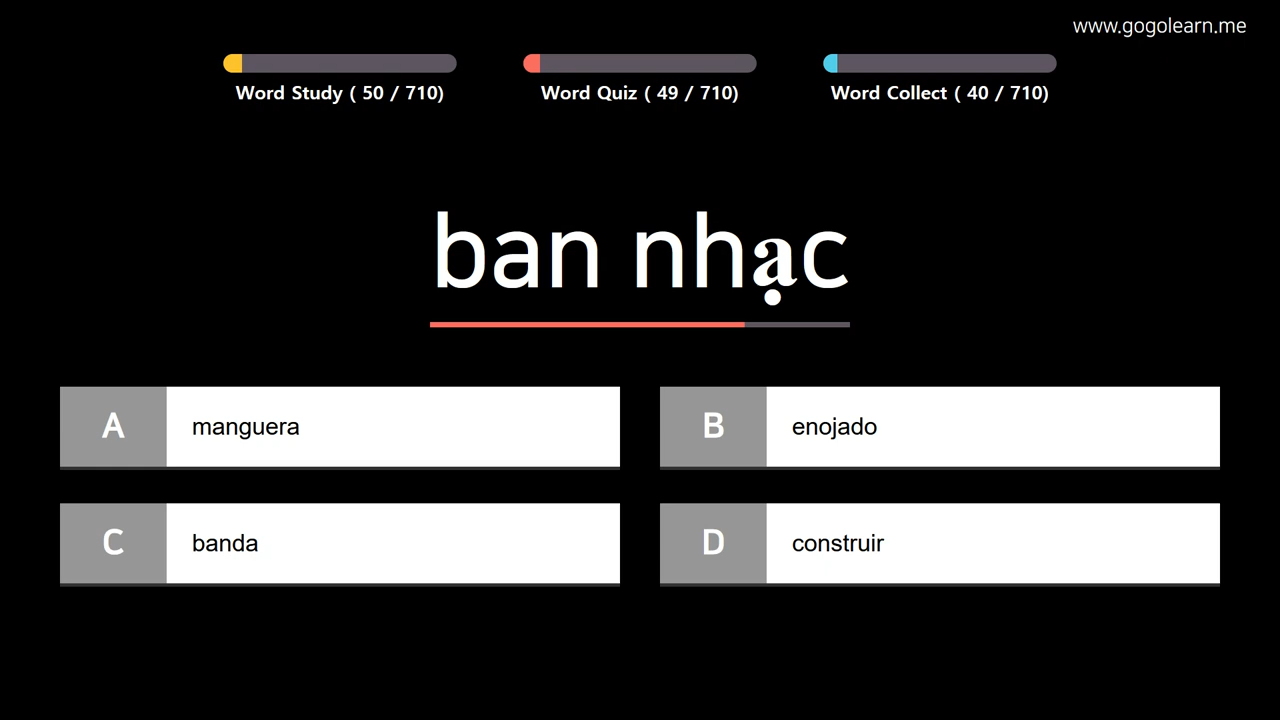 www.gogolearn.me
Word Study ( 50 / 710)
Word Quiz ( 49 / 710)
Word Collect ( 40 / 710)
ban nhạc
A manguera
B enojado
C banda
D construir